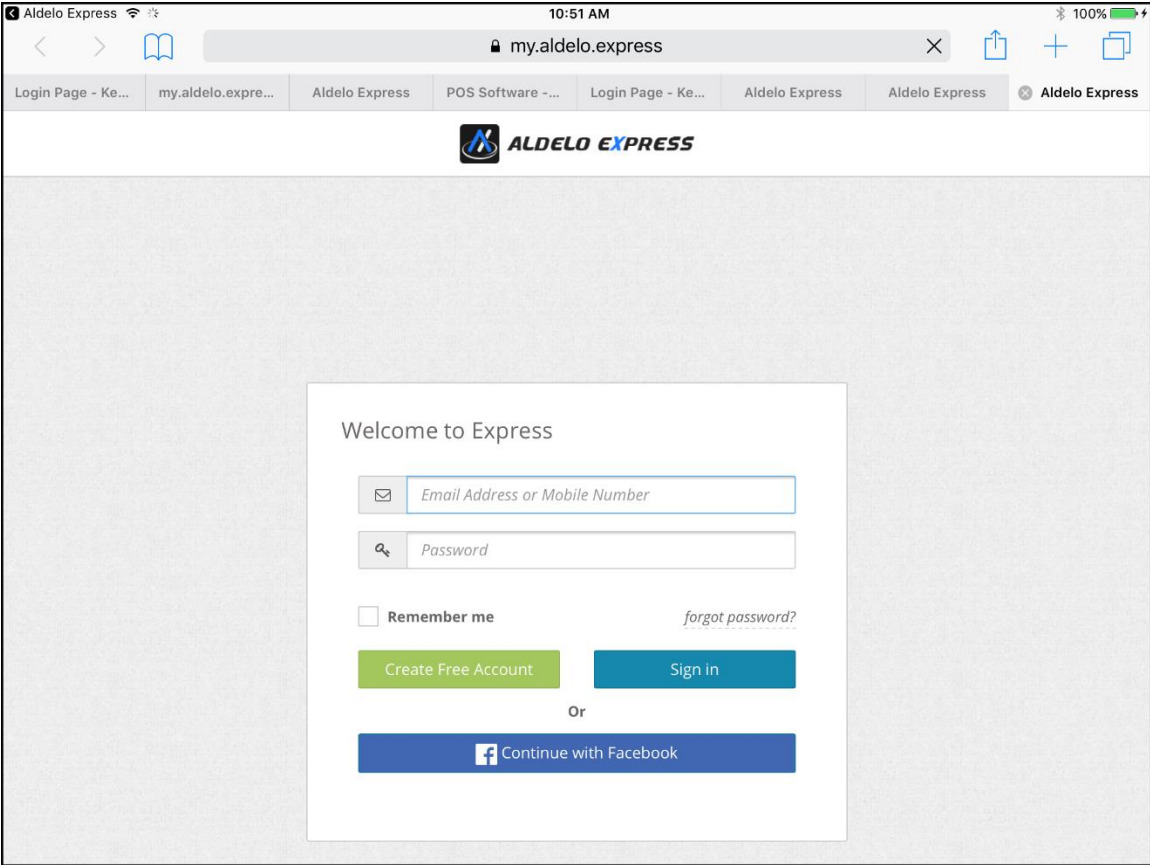 Aldelo Express 10:51 AM 100%
my.aldelo.express
Login Page - Ke... my.aldelo.expre... Aldelo Express POS Software -... Login Page - Ke... Aldelo Express Aldelo Express Aldelo Express
ALDELO EXPRESS
Welcome to Express
Email Address or Mobile Number
Password
Remember me forgot password?
Create Free Account Sign in
Or
Continue with Facebook